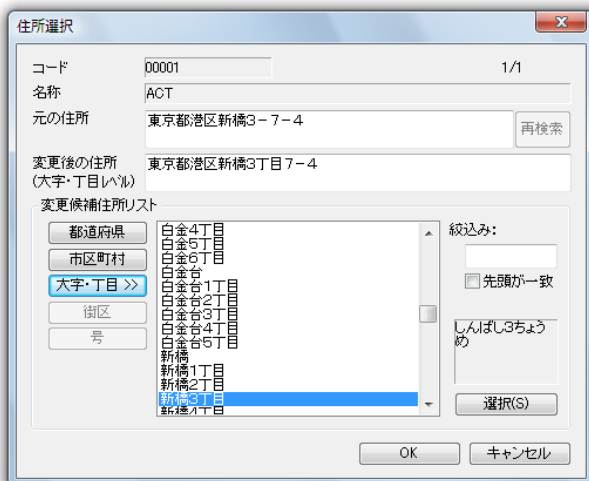 住所選択
コード 00001 1/1
名称 ACT
元の住所 東京都港区新橋3-7-4 再検索
変更後の住所 東京都港区新橋3丁目7-4
(大字・丁目レベル)
変更候補住所リスト
都道府県
市区町村
大字・丁目 >>
街区
号
白金4丁目
白金5丁目
白金6丁目
白金台
白金台1丁目
白金台2丁目
白金台3丁目
白金台4丁目
白金台5丁目
新橋
新橋1丁目
新橋2丁目
新橋3丁目
新橋4丁目
絞込み:
先頭が一致
しんばし3ちょう
め
選択(S)
OK キャンセル